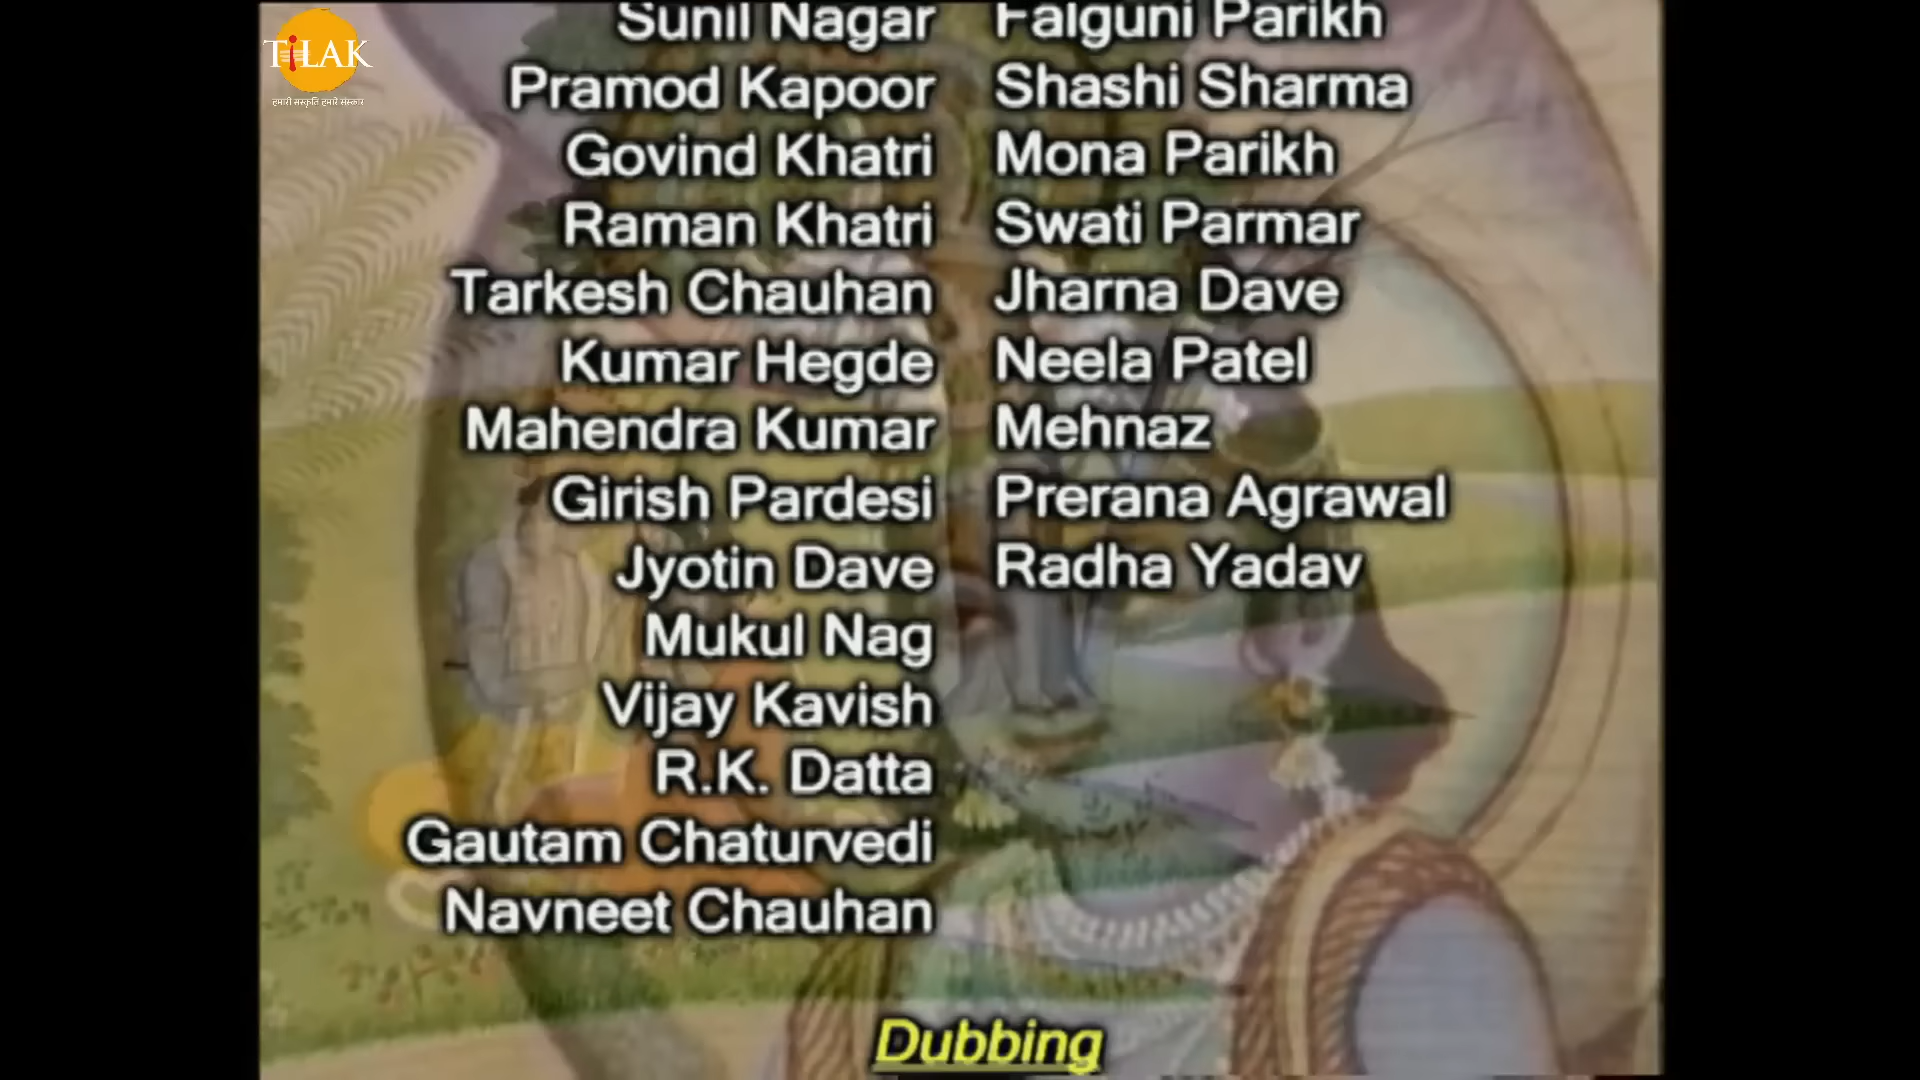 TiLAK
हमारी संस्कृति हमारे संस्कार
Sunil Nagar Falguni Parikh
Pramod Kapoor Shashi Sharma
Govind Khatri Mona Parikh
Raman Khatri Swati Parmar
Tarkesh Chauhan Jharna Dave
Kumar Hegde Neela Patel
Mahendra Kumar Mehnaz
Girish Pardesi Prerana Agrawal
Jyotin Dave Radha Yadav
Mukul Nag
Vijay Kavish
R.K. Datta
Gautam Chaturvedi
Navneet Chauhan
Dubbing